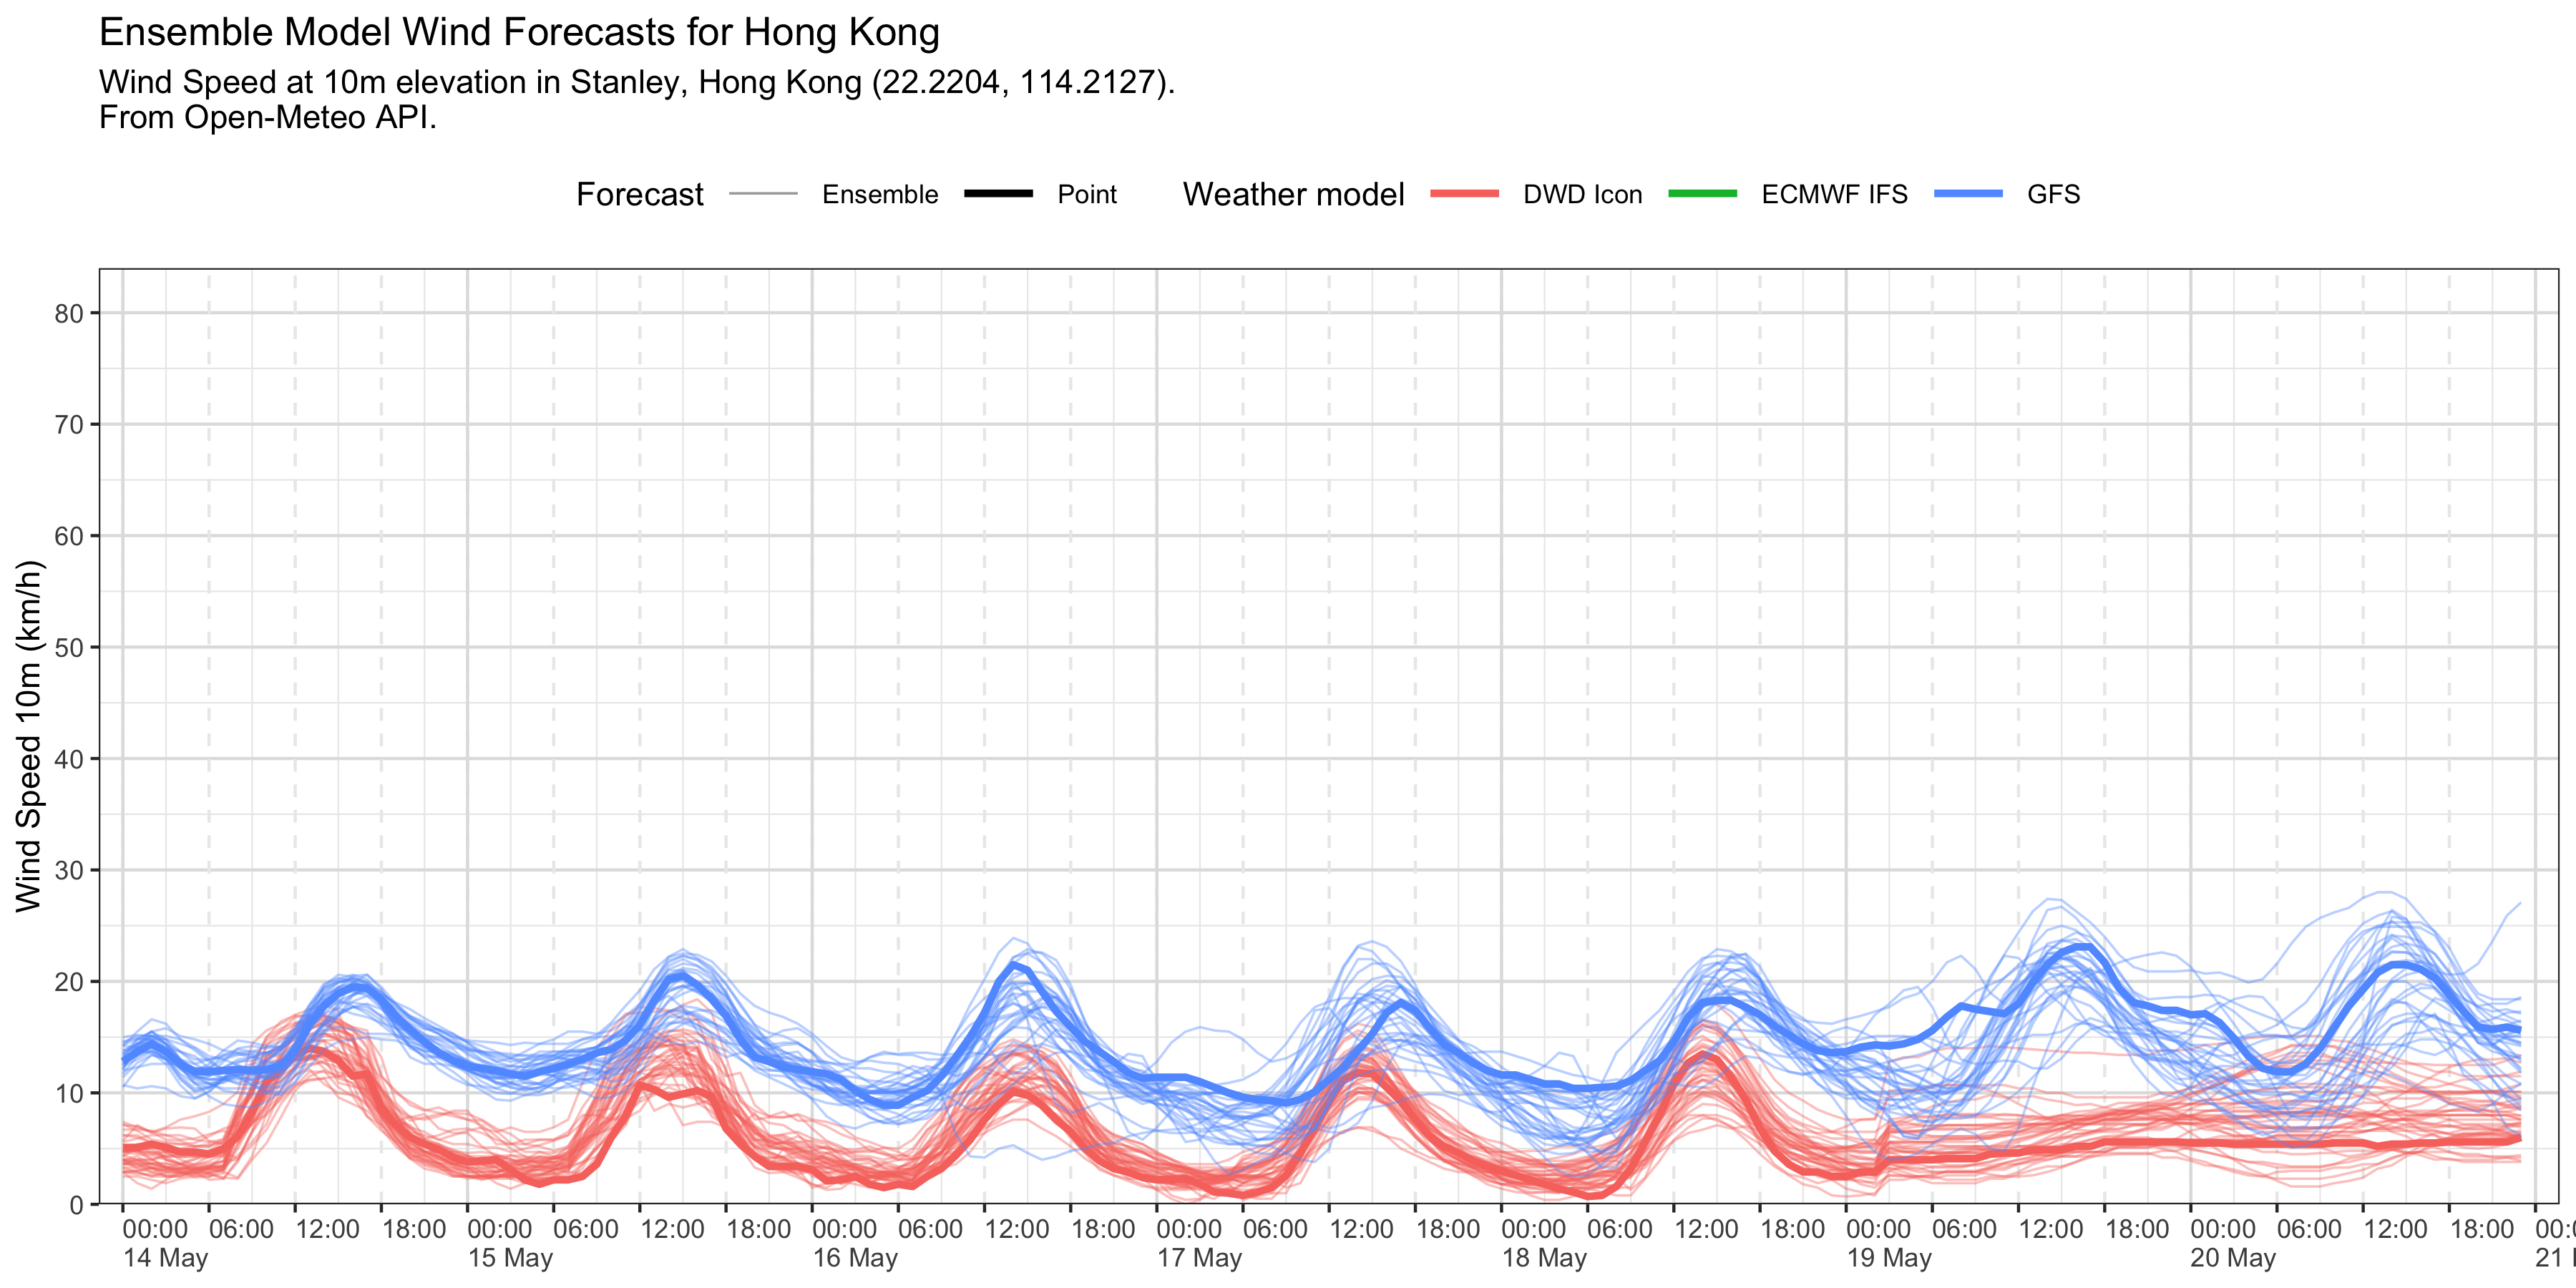 Ensemble Model Wind Forecasts for Hong Kong
Wind Speed at 10m elevation in Stanley, Hong Kong (22.2204, 114.2127).
From Open-Meteo API.
Forecast Ensemble Point Weather model DWD Icon ECMWF IFS GFS
Wind Speed 10m (km/h)
80
70
60
50
40
30
20
10
0
00:00 06:00 12:00 18:00 00:00 06:00 12:00 18:00 00:00 06:00 12:00 18:00 00:00 06:00 12:00 18:00 00:00 06:00 12:00 18:00 00:00 06:00 12:00 18:00 00:00 06:00 12:00 18:00
14 May 15 May 16 May 17 May 18 May 19 May 20 May 21